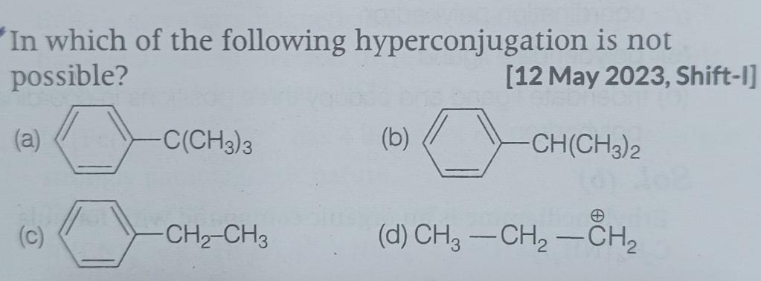 In which of the following hyperconjugation is not
possible? [12 May 2023, Shift-I]
(a) C(CH₃)₃ (b) CH(CH₃)₂
(c) CH₂-CH₃ (d) CH₃—CH₂—C⊕H₂